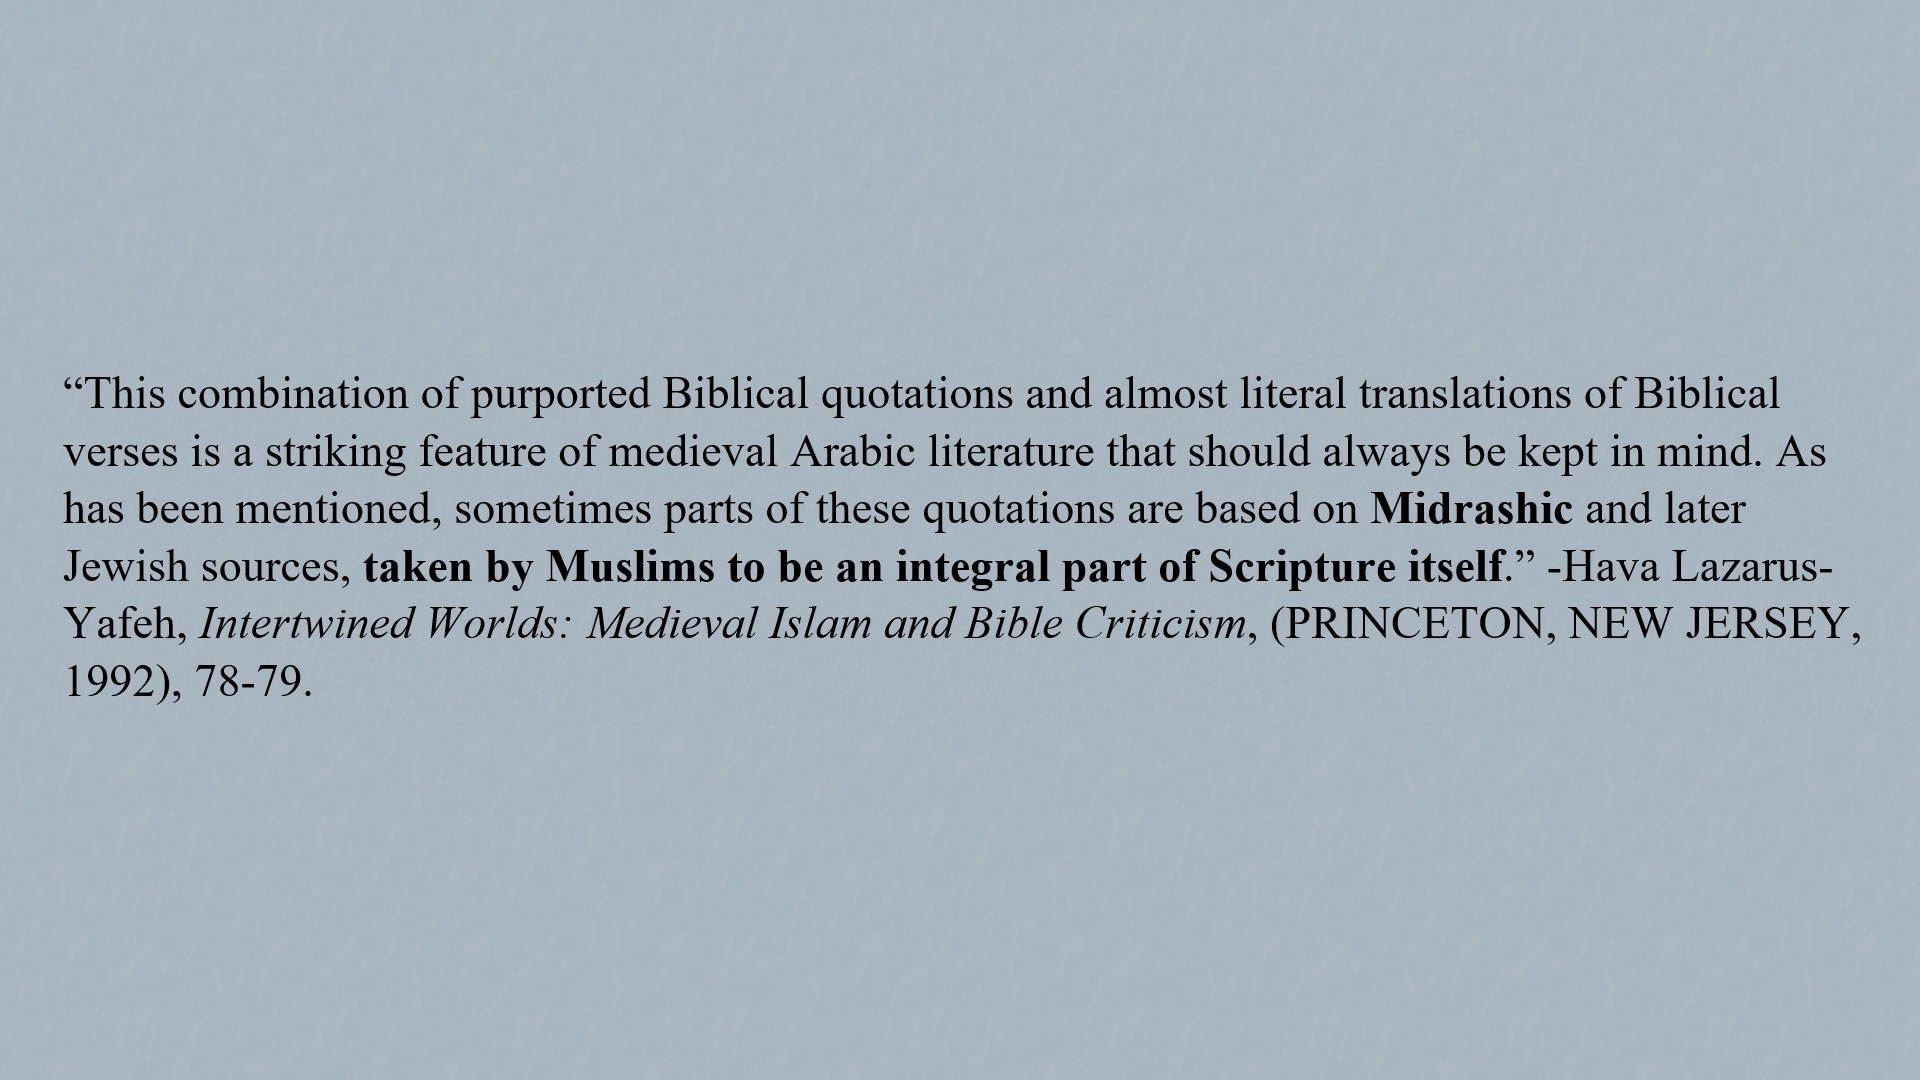 “This combination of purported Biblical quotations and almost literal translations of Biblical
verses is a striking feature of medieval Arabic literature that should always be kept in mind. As
has been mentioned, sometimes parts of these quotations are based on Midrashic and later
Jewish sources, taken by Muslims to be an integral part of Scripture itself.” -Hava Lazarus-
Yafeh, Intertwined Worlds: Medieval Islam and Bible Criticism, (PRINCETON, NEW JERSEY,
1992), 78-79.